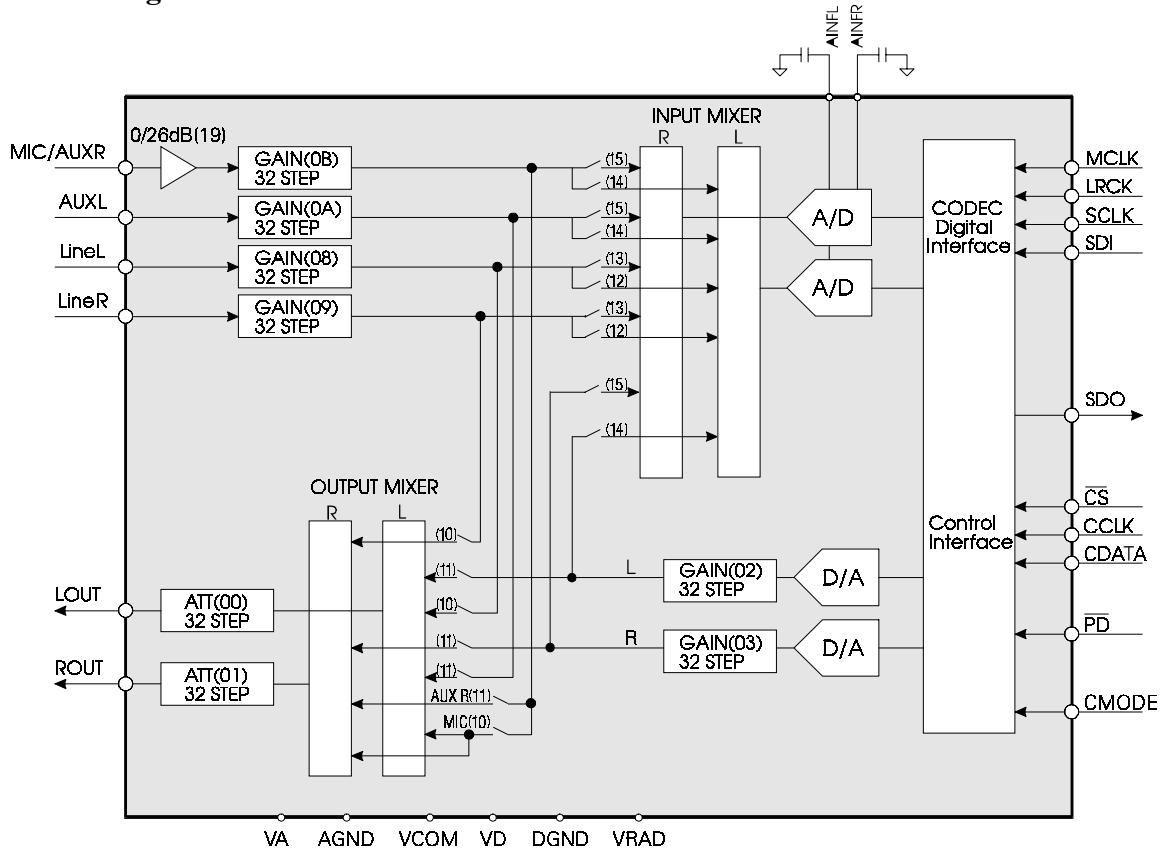 AINFL
AINFR
INPUT MIXER
R
L
0/26dB(19)
MIC/AUXR
GAIN(0B)
32 STEP
(15)
(14)
AUXL
GAIN(0A)
32 STEP
(15)
(14)
LineL
GAIN(08)
32 STEP
(13)
(12)
LineR
GAIN(09)
32 STEP
(13)
(12)
(15)
(14)
A/D
A/D
CODEC
Digital
Interface
MCLK
LRCK
SCLK
SDI
SDO
Control
Interface
CS
CCLK
CDATA
PD
CMODE
OUTPUT MIXER
R
L
(10)
(11)
(10)
(11)
(11)
AUX R(11)
MIC(10)
L
GAIN(02)
32 STEP
D/A
R
GAIN(03)
32 STEP
D/A
LOUT
ATT(00)
32 STEP
ROUT
ATT(01)
32 STEP
VA
AGND
VCOM
VD
DGND
VRAD